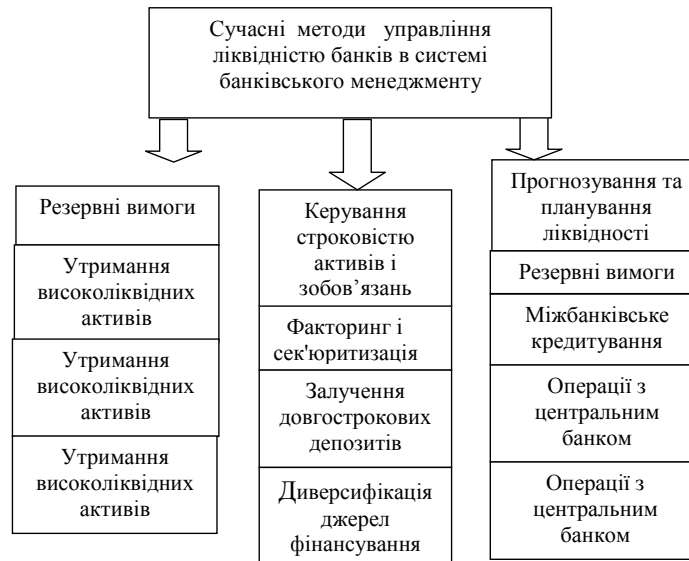 Сучасні методи управління
ліквідністю банків в системі
банківського менеджменту
Резервні вимоги
Утримання
високоліквідних
активів
Утримання
високоліквідних
активів
Утримання
високоліквідних
активів
Керування
строковістю
активів і
зобов’язань
Факторинг і
сек'юритизація
Залучення
довгострокових
депозитів
Диверсифікація
джерел
фінансування
Прогнозування та
планування
ліквідності
Резервні вимоги
Міжбанківське
кредитування
Операції з
центральним
банком
Операції з
центральним
банком